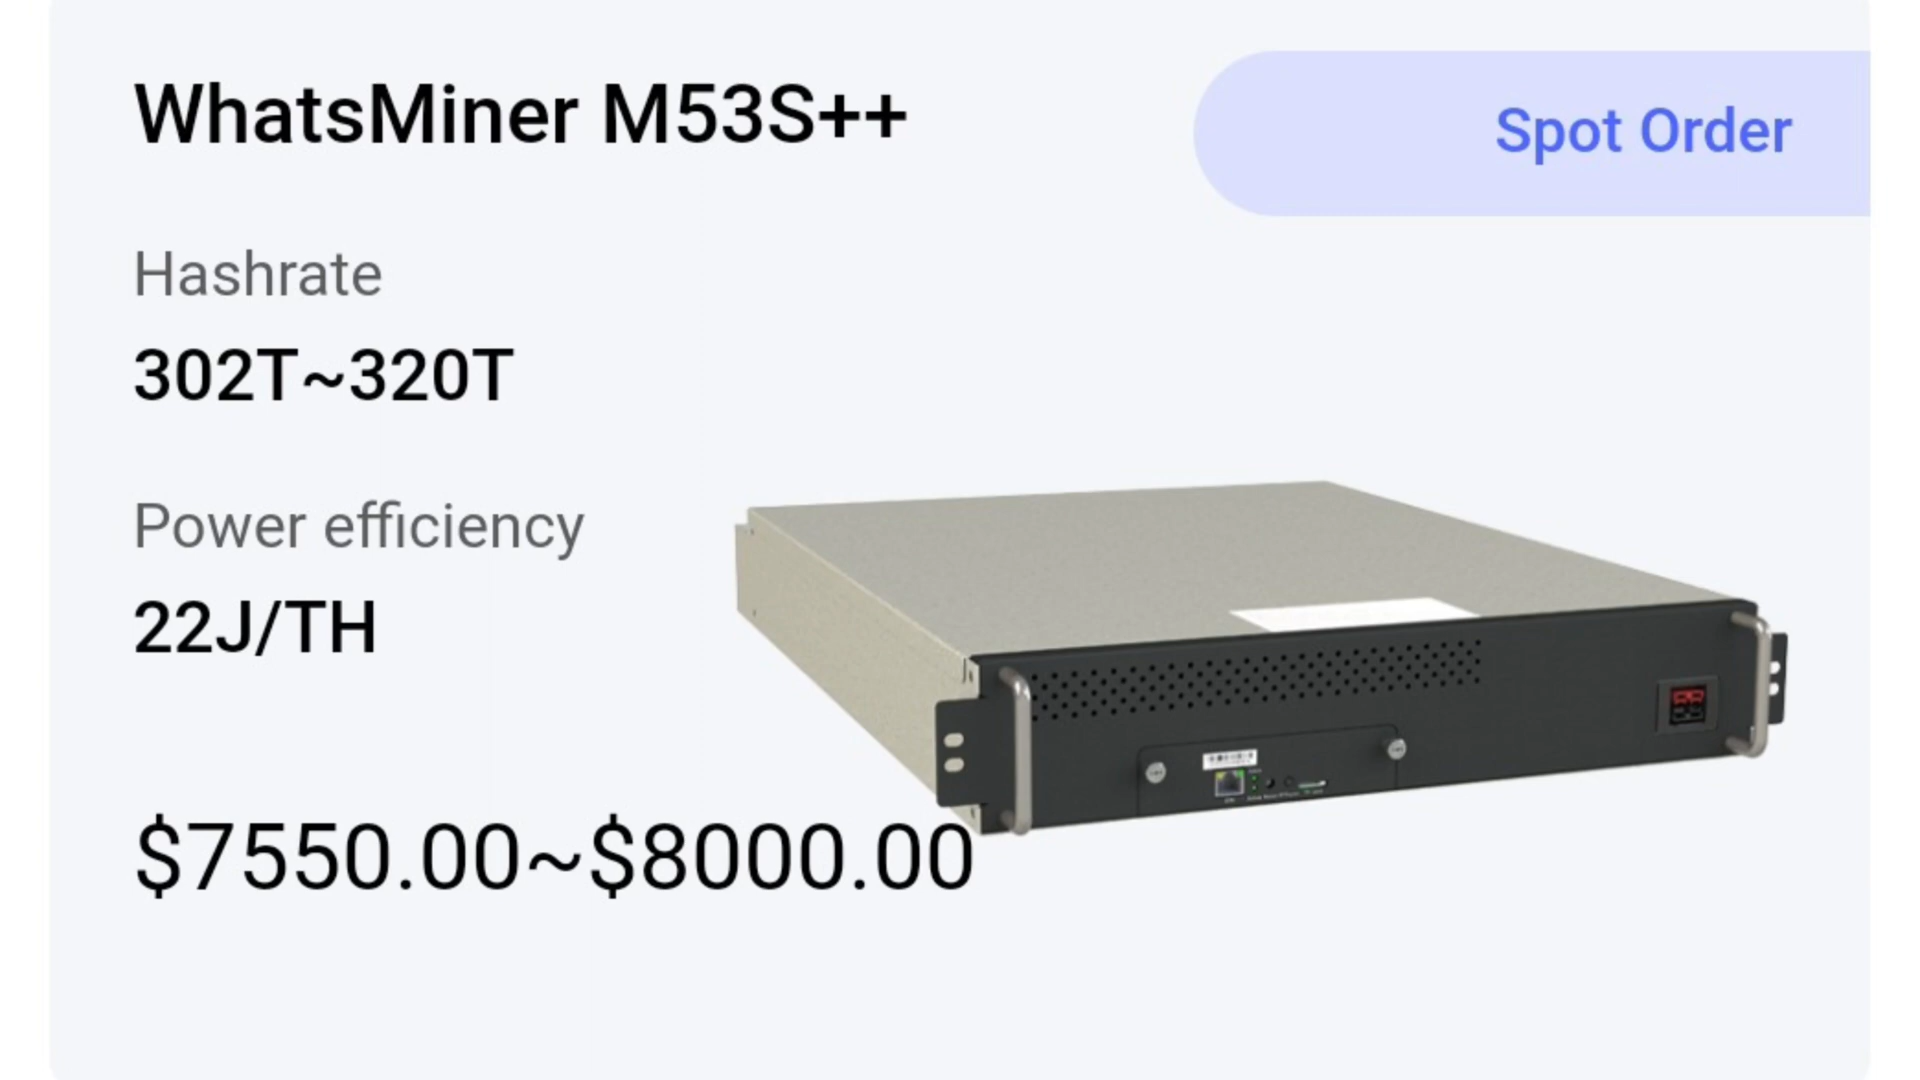 WhatsMiner M53S++
Spot Order
Hashrate
302T~320T
Power efficiency
22J/TH
$7550.00~$8000.00